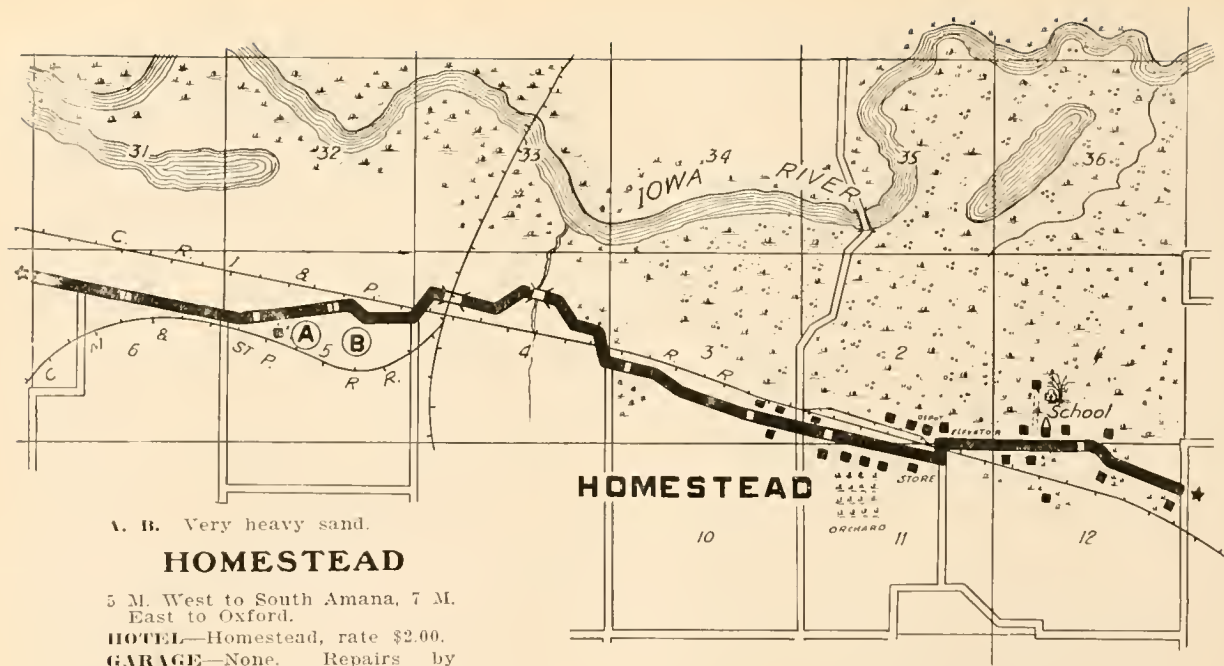 31
32
33
34
35
36
IOWA RIVER
C. R. I. & P. R R
C M & ST P. R R.
6
5
4
3
2
A
B
DEPOT
ELEVATOR
School
HOMESTEAD
STORE
ORCHARD
10
11
12
A. B. Very heavy sand.
HOMESTEAD
5 M. West to South Amana, 7 M.
East to Oxford.
HOTEL—Homestead, rate $2.00.
GARAGE—None. Repairs by